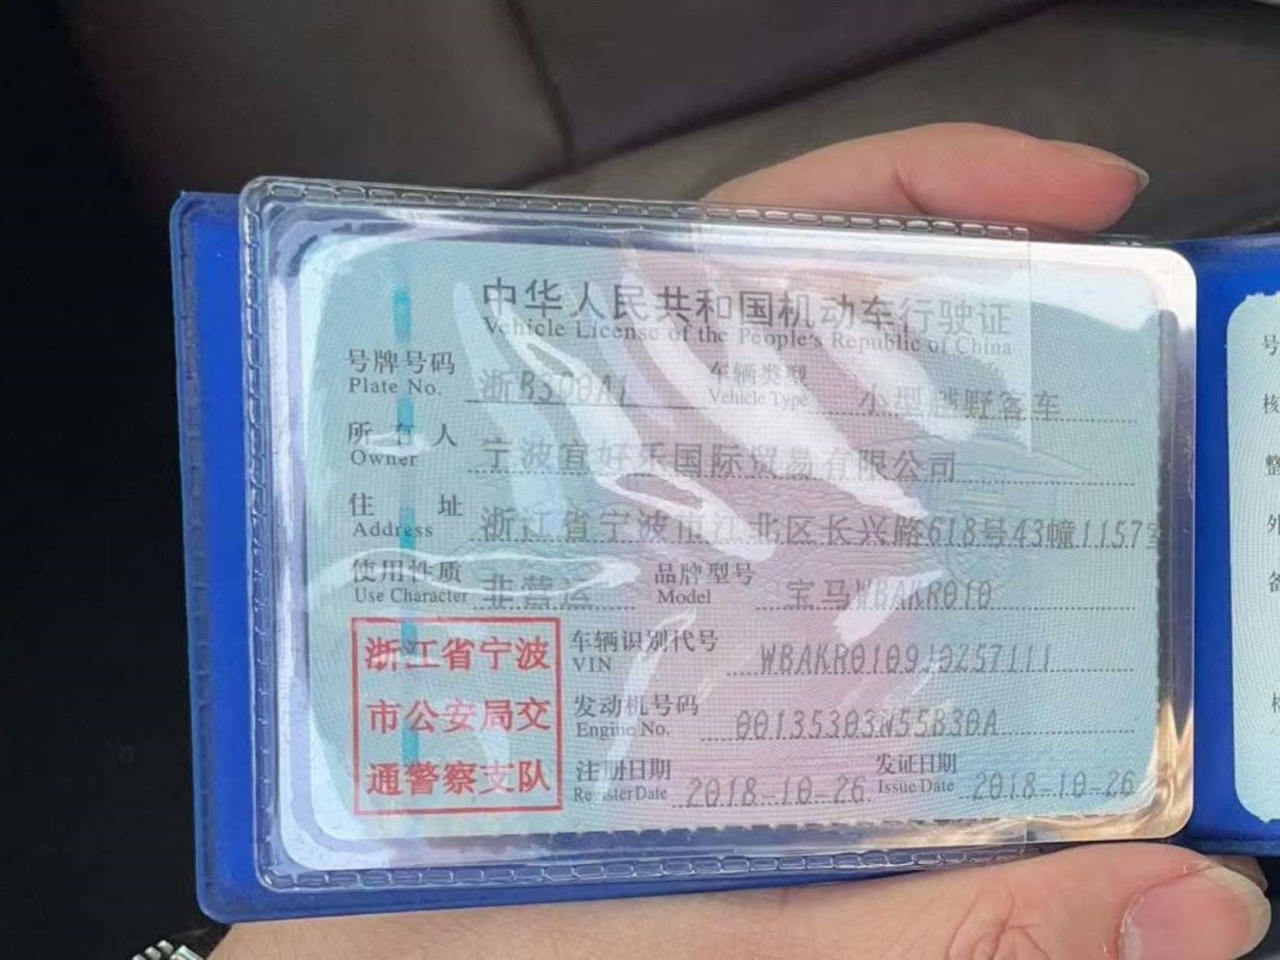 中华人民共和国机动车行驶证
Vehicle License of the People's Republic of China
号牌号码 车辆类型 小型越野客车
Plate No. Vehicle Type
所有人 宁波宜好乐国际贸易有限公司
Owner
住址 浙江省宁波市江北区长兴路618号43幢1157室
Address
使用性质 非营运 品牌型号 宝马WBAKR010
Use Character Model
浙江省宁波
市公安局交
通警察支队
车辆识别代号 WBAKR0109J0Z57111
VIN
发动机号码 00135303N55B30A
Engine No.
注册日期 2018-10-26 发证日期 2018-10-26
Register Date Issue Date
号
核
整
外
备